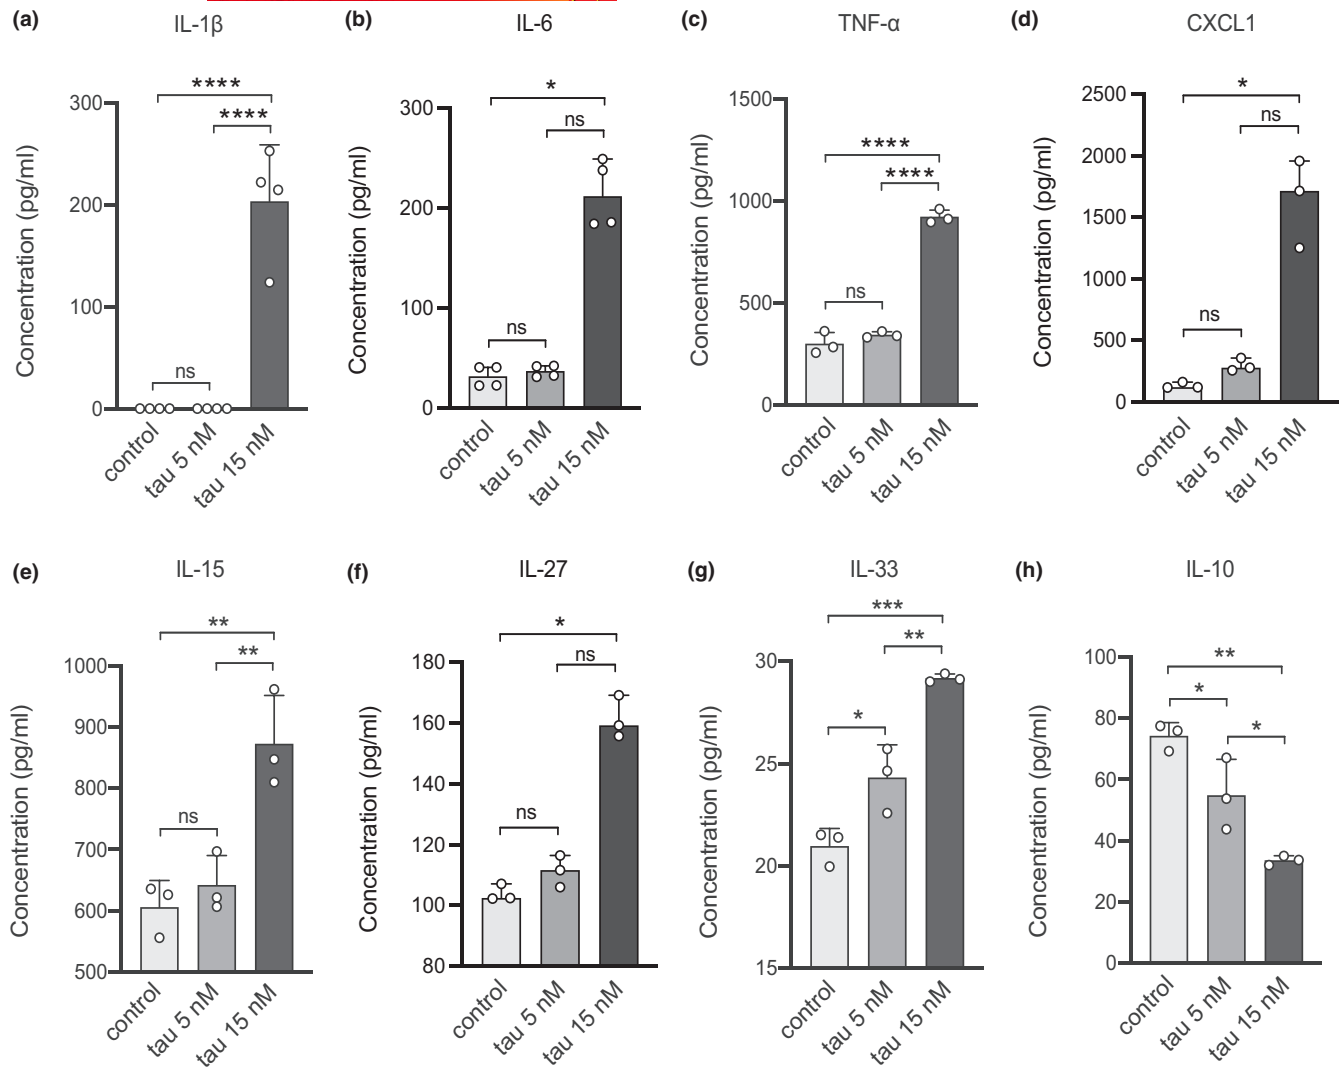 (a) IL-1β
(b) IL-6
(c) TNF-α
(d) CXCL1
Concentration (pg/ml)
300
200
100
0
****
****
ns
control
tau 5 nM
tau 15 nM
Concentration (pg/ml)
300
200
100
0
*
ns
ns
control
tau 5 nM
tau 15 nM
Concentration (pg/ml)
1500
1000
500
0
****
****
ns
control
tau 5 nM
tau 15 nM
Concentration (pg/ml)
2500
2000
1500
1000
500
0
*
ns
ns
control
tau 5 nM
tau 15 nM
(e) IL-15
(f) IL-27
(g) IL-33
(h) IL-10
Concentration (pg/ml)
1000
900
800
700
600
500
**
**
ns
control
tau 5 nM
tau 15 nM
Concentration (pg/ml)
180
160
140
120
100
80
*
ns
ns
control
tau 5 nM
tau 15 nM
Concentration (pg/ml)
30
25
20
15
***
**
*
control
tau 5 nM
tau 15 nM
Concentration (pg/ml)
100
80
60
40
20
0
**
*
*
control
tau 5 nM
tau 15 nM